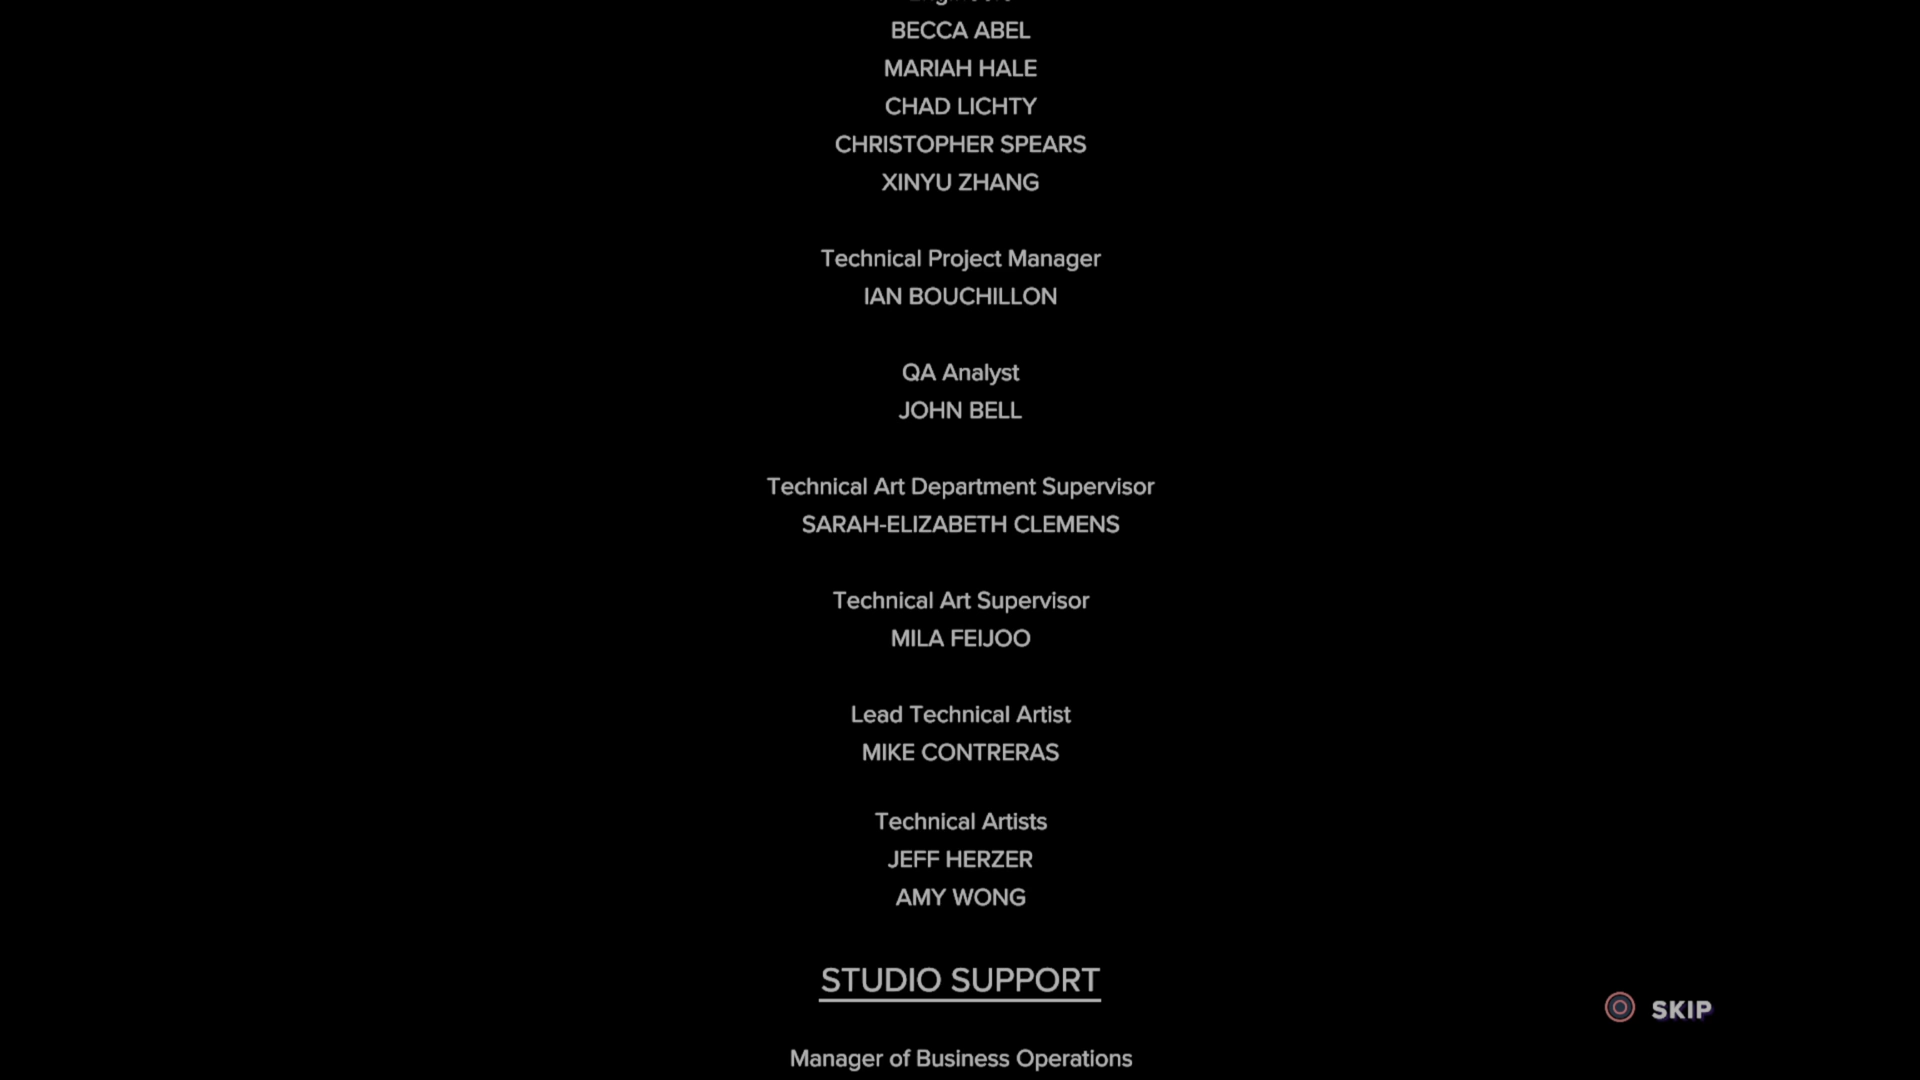 BECCA ABEL
MARIAH HALE
CHAD LICHTY
CHRISTOPHER SPEARS
XINYU ZHANG
Technical Project Manager
IAN BOUCHILLON
QA Analyst
JOHN BELL
Technical Art Department Supervisor
SARAH-ELIZABETH CLEMENS
Technical Art Supervisor
MILA FEIJOO
Lead Technical Artist
MIKE CONTRERAS
Technical Artists
JEFF HERZER
AMY WONG
STUDIO SUPPORT
SKIP
Manager of Business Operations